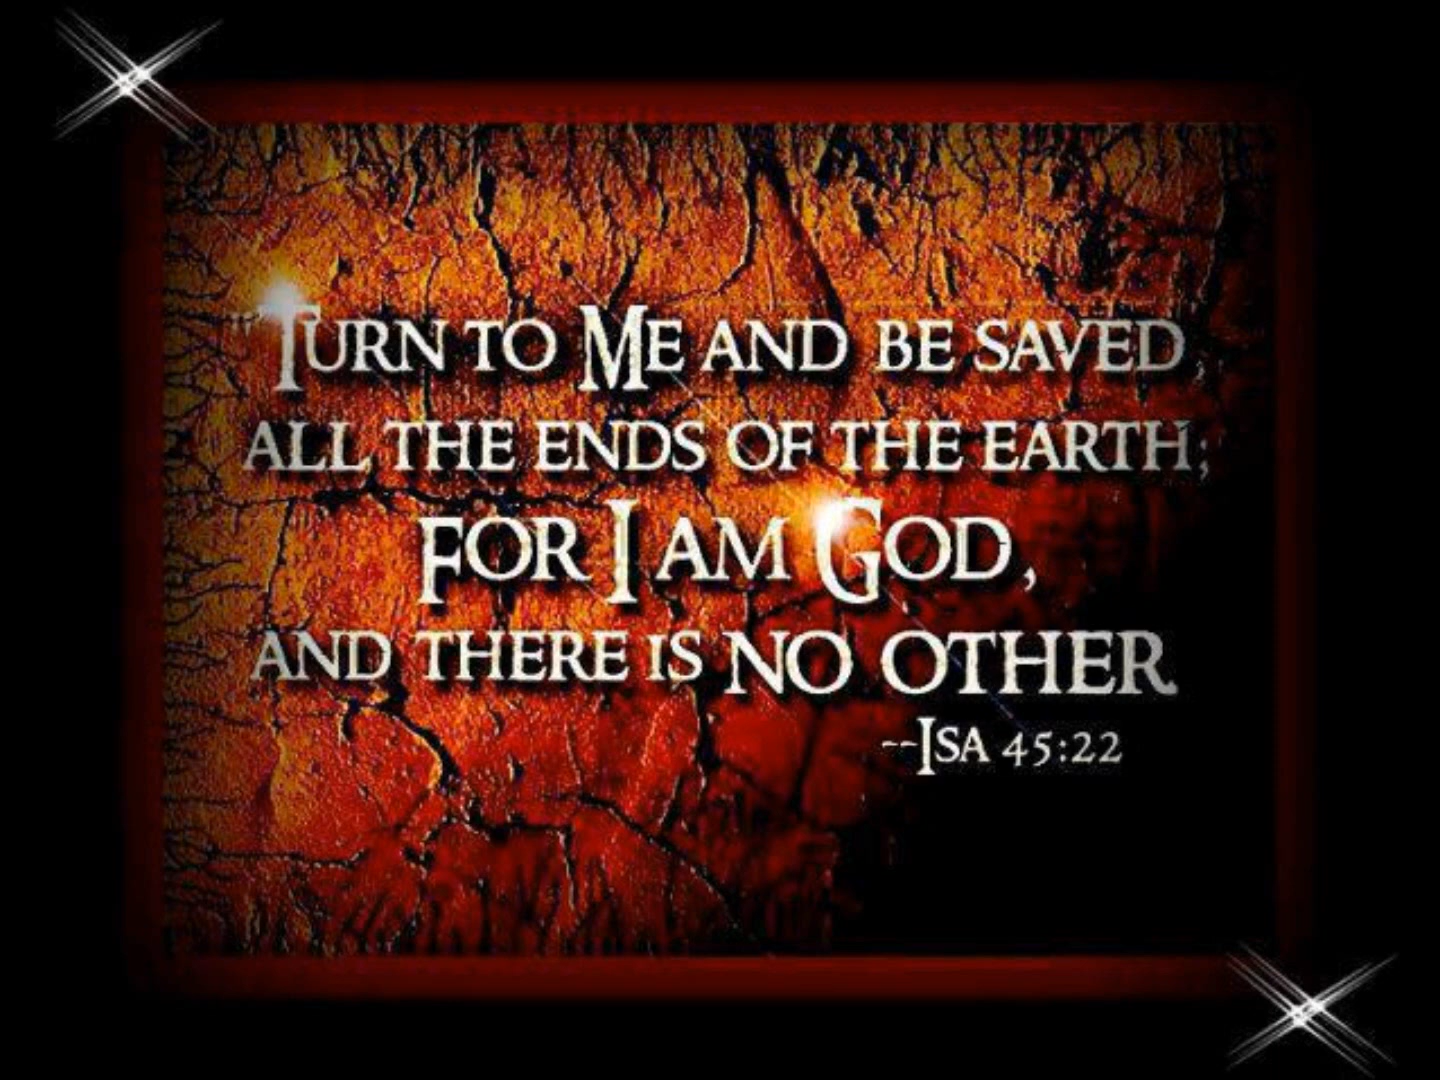 Turn to Me and be saved,
all the ends of the earth;
for I am God,
and there is no other
--Isa 45:22